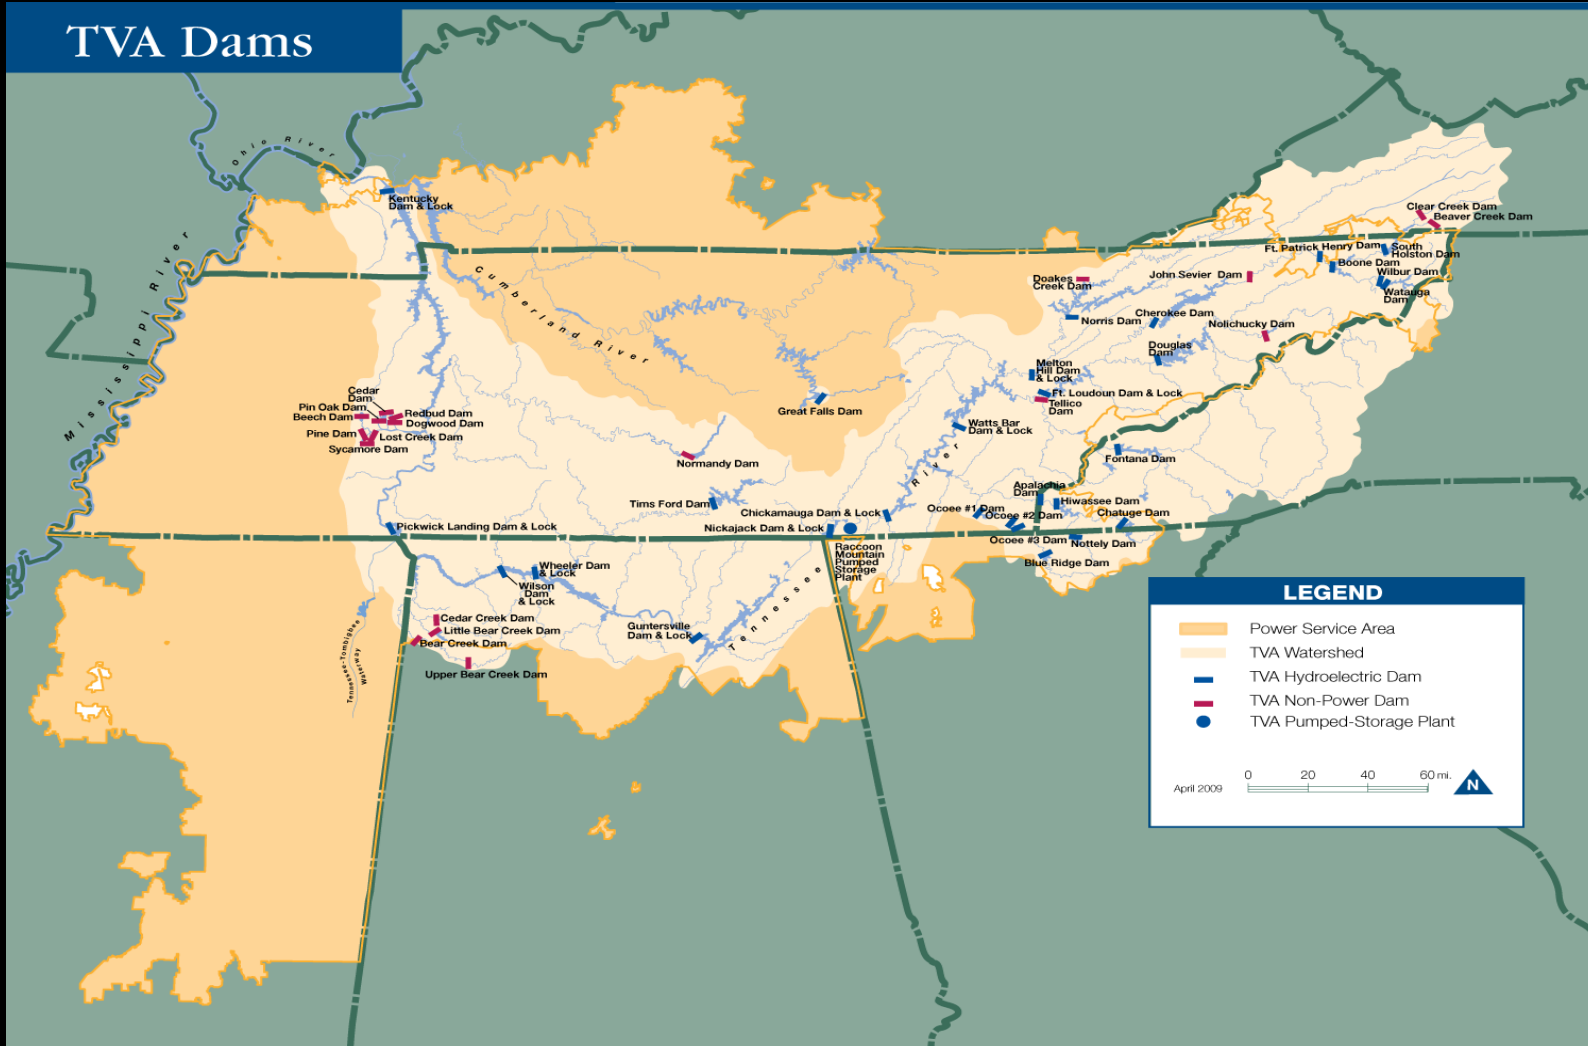 TVA Dams
Ohio River
Mississippi River
Kentucky
Dam & Lock
Cumberland River
Clear Creek Dam
Beaver Creek Dam
Ft. Patrick Henry Dam
South
Holston Dam
Boone Dam
Wilbur Dam
Watauga
Dam
John Sevier Dam
Doakes
Creek Dam
Norris Dam
Cherokee Dam
Nolichucky Dam
Douglas
Dam
Melton
Hill Dam
& Lock
Ft. Loudoun Dam & Lock
Tellico
Dam
Great Falls Dam
Watts Bar
Dam & Lock
Cedar
Dam
Pin Oak Dam
Redbud Dam
Beech Dam
Dogwood Dam
Pine Dam
Lost Creek Dam
Sycamore Dam
Normandy Dam
Fontana Dam
Tims Ford Dam
Chickamauga Dam & Lock
Nickajack Dam & Lock
Apalachia
Dam
Hiwassee Dam
Ocoee #1 Dam
Ocoee #2 Dam
Chatuge Dam
Ocoee #3 Dam
Nottely Dam
Blue Ridge Dam
Pickwick Landing Dam & Lock
Raccoon
Mountain
Pumped
Storage
Plant
Wheeler Dam
& Lock
Wilson
Dam
& Lock
Tennessee River
Cedar Creek Dam
Little Bear Creek Dam
Bear Creek Dam
Upper Bear Creek Dam
Guntersville
Dam & Lock
Tennessee-Tombigbee
Waterway
LEGEND
Power Service Area
TVA Watershed
TVA Hydroelectric Dam
TVA Non-Power Dam
TVA Pumped-Storage Plant
0 20 40 60 mi.
April 2009
N